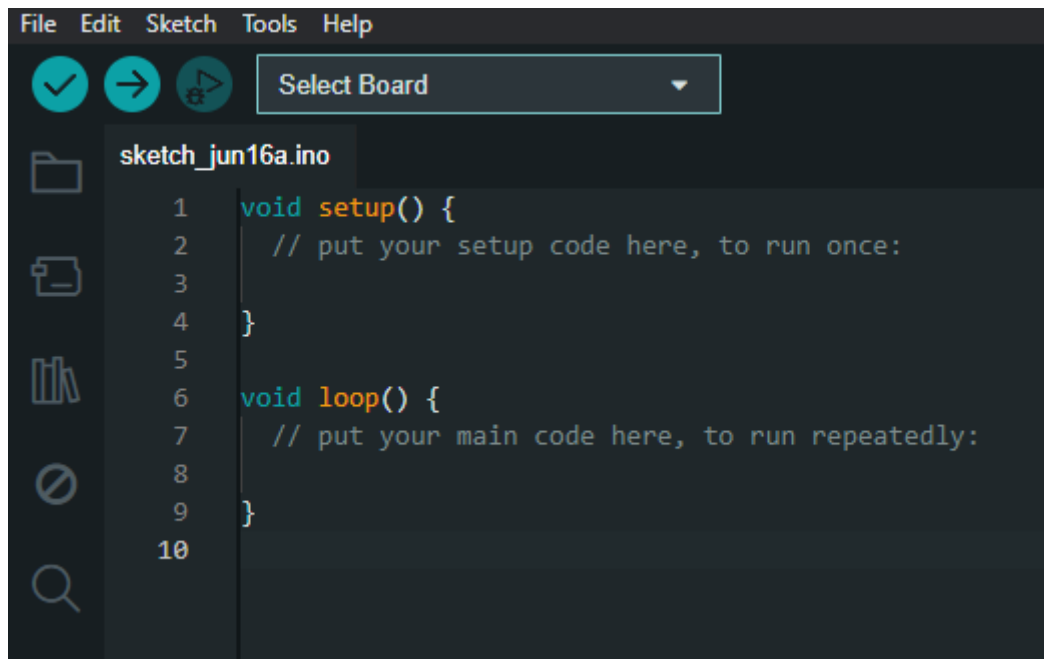 File Edit Sketch Tools Help
Select Board
sketch_jun16a.ino
1 void setup() {
2   // put your setup code here, to run once:
3
4 }
5
6 void loop() {
7   // put your main code here, to run repeatedly:
8
9 }
10